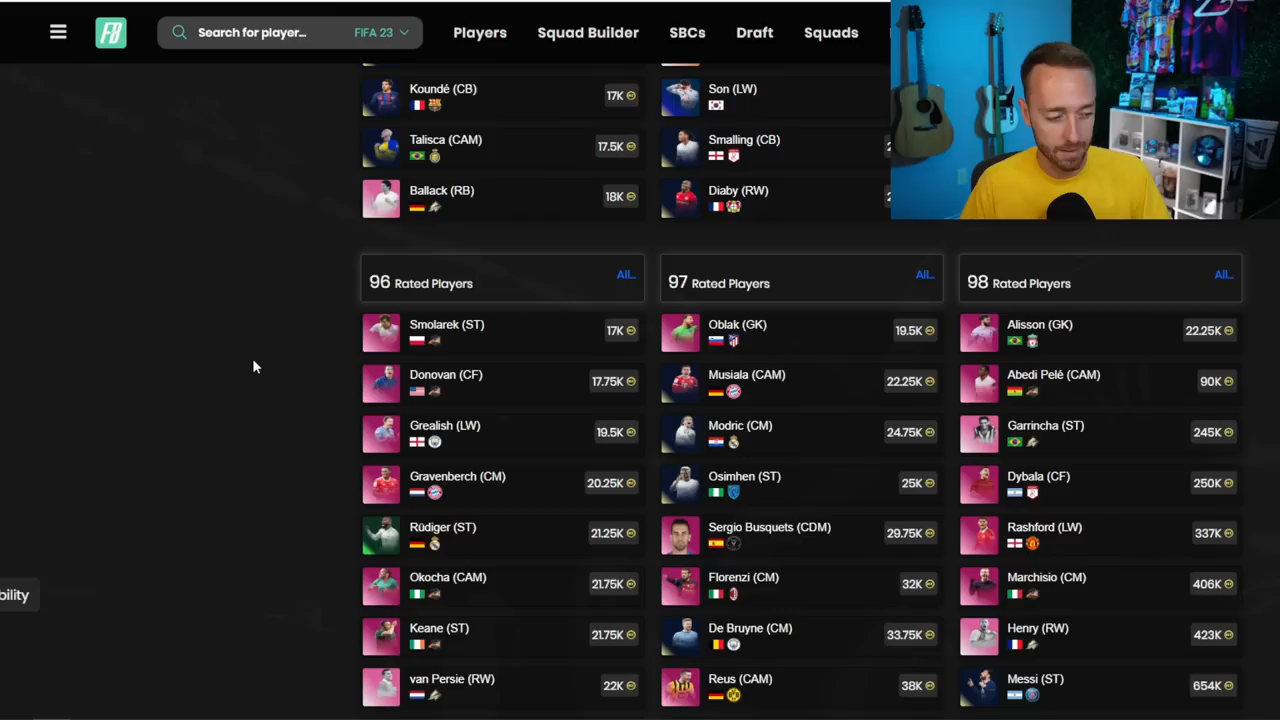 FB
Search for player...
FIFA 23
Players
Squad Builder
SBCs
Draft
Squads
Koundé (CB)
17K
Talisca (CAM)
17.5K
Ballack (RB)
18K
Son (LW)
Smalling (CB)
2
Diaby (RW)
2
96 Rated Players
All...
Smolarek (ST)
17K
Donovan (CF)
17.75K
Grealish (LW)
19.5K
Gravenberch (CM)
20.25K
Rüdiger (ST)
21.25K
Okocha (CAM)
21.75K
Keane (ST)
21.75K
van Persie (RW)
22K
97 Rated Players
All...
Oblak (GK)
19.5K
Musiala (CAM)
22.25K
Modric (CM)
24.75K
Osimhen (ST)
25K
Sergio Busquets (CDM)
29.75K
Florenzi (CM)
32K
De Bruyne (CM)
33.75K
Reus (CAM)
38K
98 Rated Players
All...
Alisson (GK)
22.25K
Abedi Pelé (CAM)
90K
Garrincha (ST)
245K
Dybala (CF)
250K
Rashford (LW)
337K
Marchisio (CM)
406K
Henry (RW)
423K
Messi (ST)
654K
bility